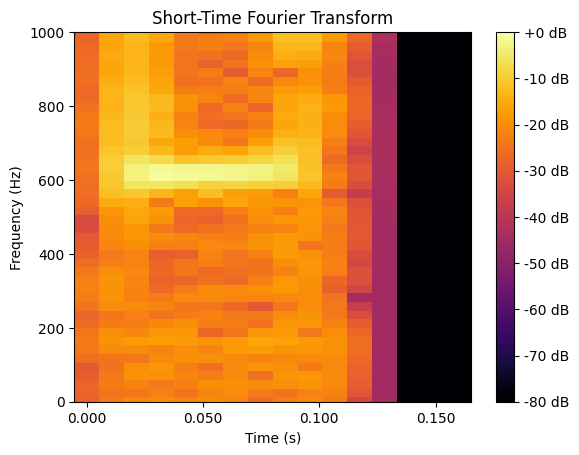 Short-Time Fourier Transform
1000
800
600
400
200
0
Frequency (Hz)
0.000
0.050
0.100
0.150
Time (s)
+0 dB
-10 dB
-20 dB
-30 dB
-40 dB
-50 dB
-60 dB
-70 dB
-80 dB